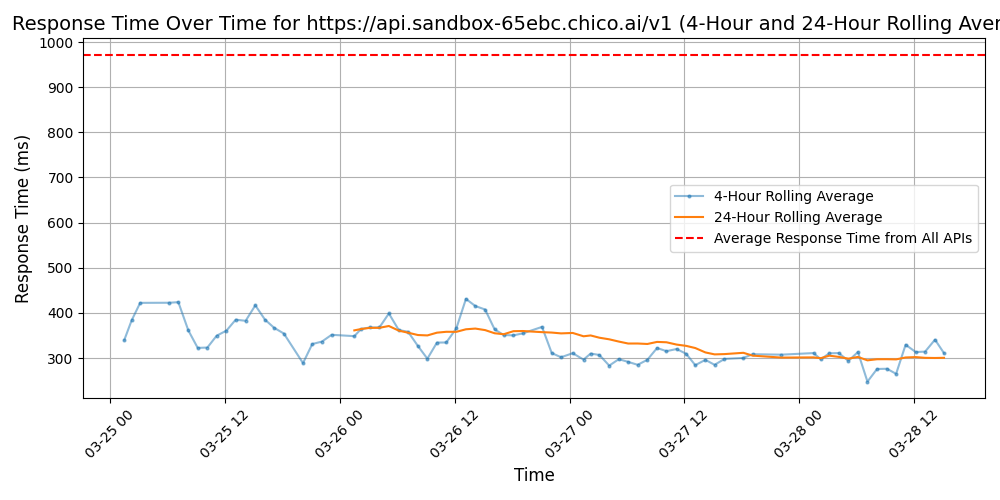 Response Time Over Time for https://api.sandbox-65ebc.chico.ai/v1 (4-Hour and 24-Hour Rolling Aver
Response Time (ms)
1000
900
800
700
600
500
400
300
4-Hour Rolling Average
24-Hour Rolling Average
Average Response Time from All APIs
03-25 00
03-25 12
03-26 00
03-26 12
03-27 00
03-27 12
03-28 00
03-28 12
Time